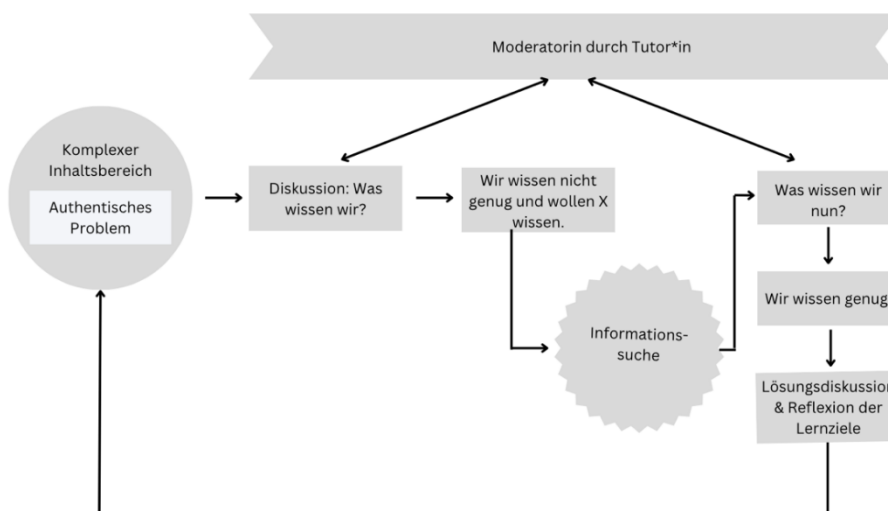 Moderatorin durch Tutor*in
Komplexer
Inhaltsbereich
Authentisches
Problem
Diskussion: Was
wissen wir?
Wir wissen nicht
genug und wollen X
wissen.
Informations-
suche
Was wissen wir
nun?
Wir wissen genug
Lösungsdiskussion
& Reflexion der
Lernziele